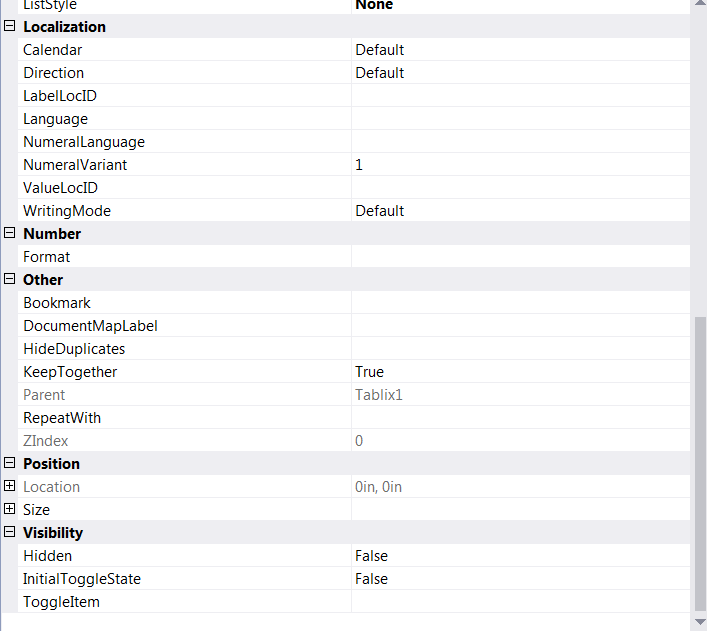 ListStyle None
Localization
Calendar Default
Direction Default
LabelLocID
Language
NumeralLanguage
NumeralVariant 1
ValueLocID
WritingMode Default
Number
Format
Other
Bookmark
DocumentMapLabel
HideDuplicates
KeepTogether True
Parent Tablix1
RepeatWith
ZIndex 0
Position
Location 0in, 0in
Size
Visibility
Hidden False
InitialToggleState False
ToggleItem